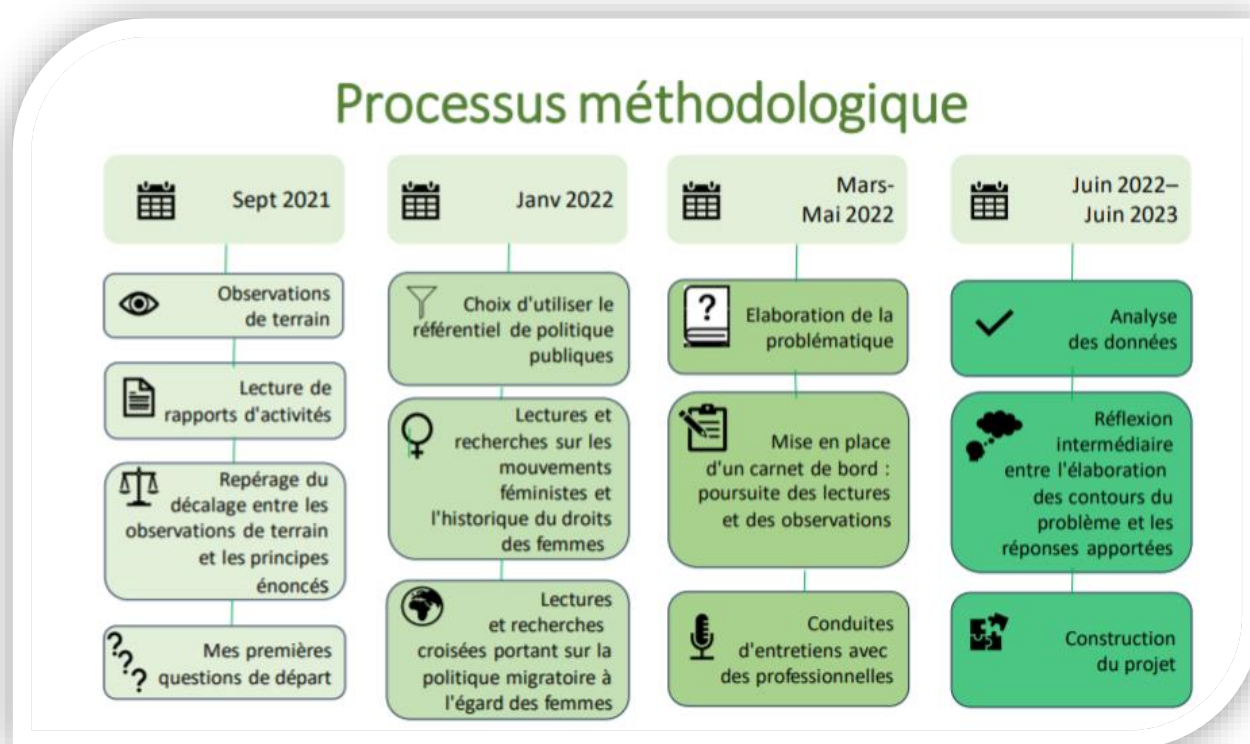 Processus méthodologique
Sept 2021
Observations
de terrain
Lecture de
rapports d'activités
Repérage du
décalage entre les
observations de terrain
et les principes
énoncés
???
Mes premières
questions de départ
Janv 2022
Choix d'utiliser le
référentiel de politique
publiques
Lectures et
recherches sur les
mouvements
féministes et
l'historique du droits
des femmes
Lectures
et recherches
croisées portant sur la
politique migratoire à
l'égard des femmes
Mars-
Mai 2022
?
Elaboration de la
problématique
Mise en place
d'un carnet de bord :
poursuite des lectures
et des observations
Conduites
d'entretiens avec
des professionnelles
Juin 2022–
Juin 2023
Analyse
des données
Réflexion
intermédiaire
entre l'élaboration
des contours du
problème et les
réponses apportées
Construction
du projet